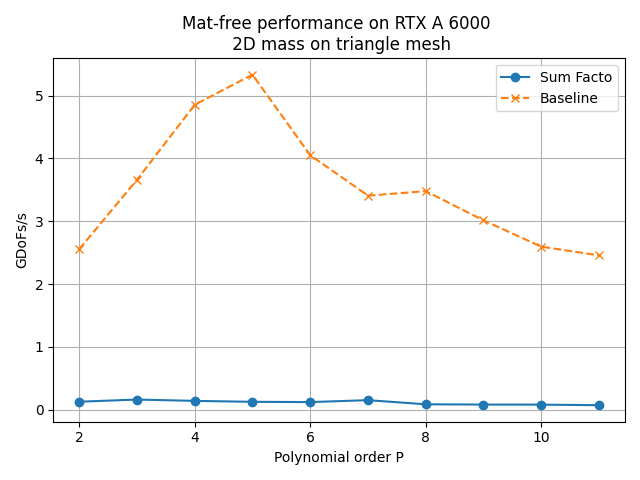 Mat-free performance on RTX A 6000
2D mass on triangle mesh
Sum Facto
Baseline
GDoFs/s
5
4
3
2
1
0
2
4
6
8
10
Polynomial order P